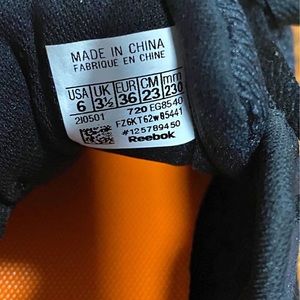 MADE IN CHINA
FABRIQUE EN CHINE
USA UK EUR CM mm
6 3½ 36 23 230
720 EG8540
210501 FZ6KT62w05441
#125789450
Reebok